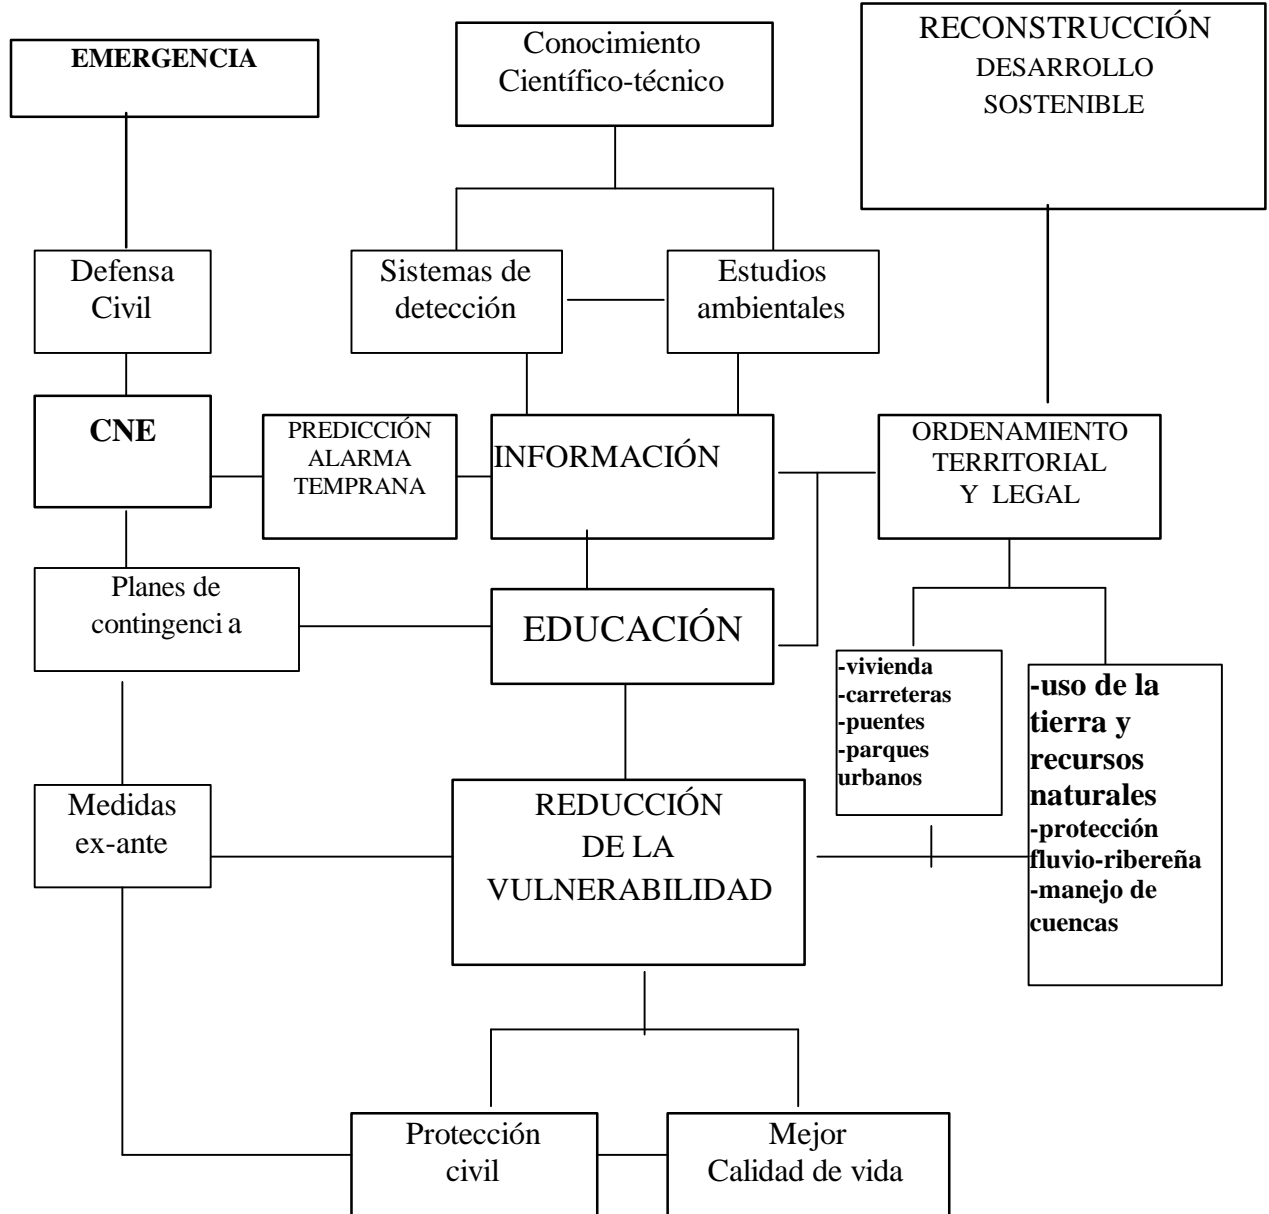 EMERGENCIA
Conocimiento
Científico-técnico
RECONSTRUCCIÓN
DESARROLLO
SOSTENIBLE
Defensa
Civil
Sistemas de
detección
Estudios
ambientales
CNE
PREDICCIÓN
ALARMA
TEMPRANA
INFORMACIÓN
ORDENAMIENTO
TERRITORIAL
Y LEGAL
Planes de
contingenci a
EDUCACIÓN
-vivienda
-carreteras
-puentes
-parques
urbanos
-uso de la
tierra y
recursos
naturales
-protección
fluvio-ribereña
-manejo de
cuencas
Medidas
ex-ante
REDUCCIÓN
DE LA
VULNERABILIDAD
Protección
civil
Mejor
Calidad de vida